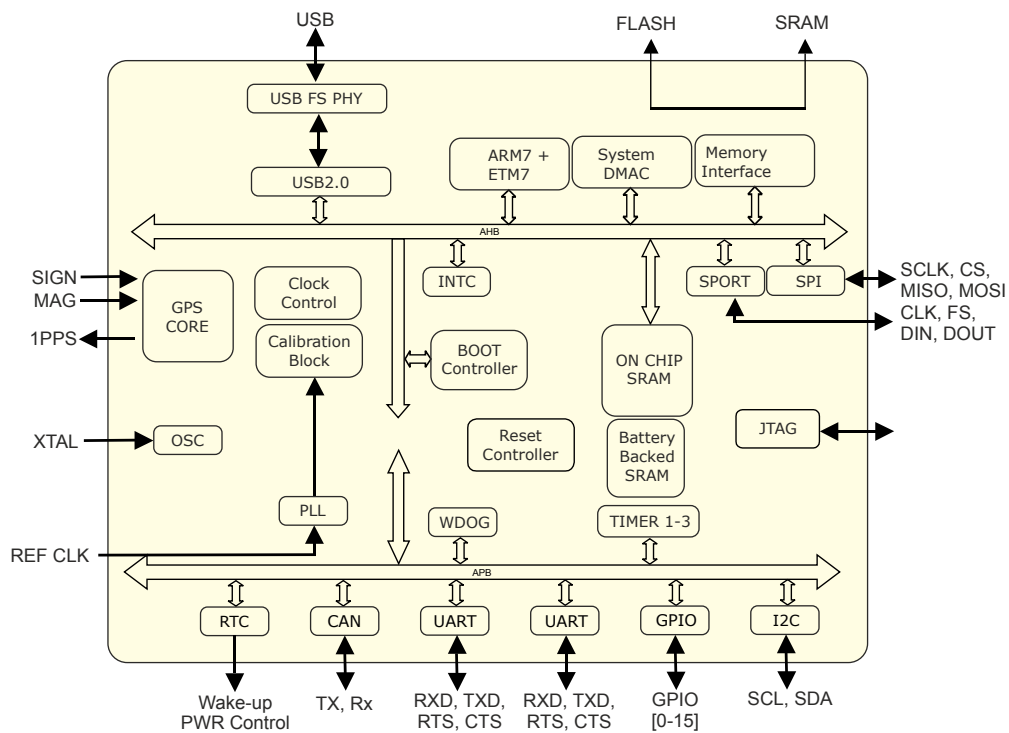 USB
FLASH
SRAM
USB FS PHY
USB2.0
ARM7 +
ETM7
System
DMAC
Memory
Interface
AHB
SIGN
MAG
1PPS
GPS
CORE
Clock
Control
Calibration
Block
INTC
BOOT
Controller
SPORT
SPI
SCLK, CS,
MISO, MOSI
CLK, FS,
DIN, DOUT
ON CHIP
SRAM
XTAL
OSC
Reset
Controller
Battery
Backed
SRAM
JTAG
PLL
WDOG
TIMER 1-3
REF CLK
APB
RTC
CAN
UART
UART
GPIO
I2C
Wake-up
PWR Control
TX, Rx
RXD, TXD,
RTS, CTS
RXD, TXD,
RTS, CTS
GPIO
[0-15]
SCL, SDA